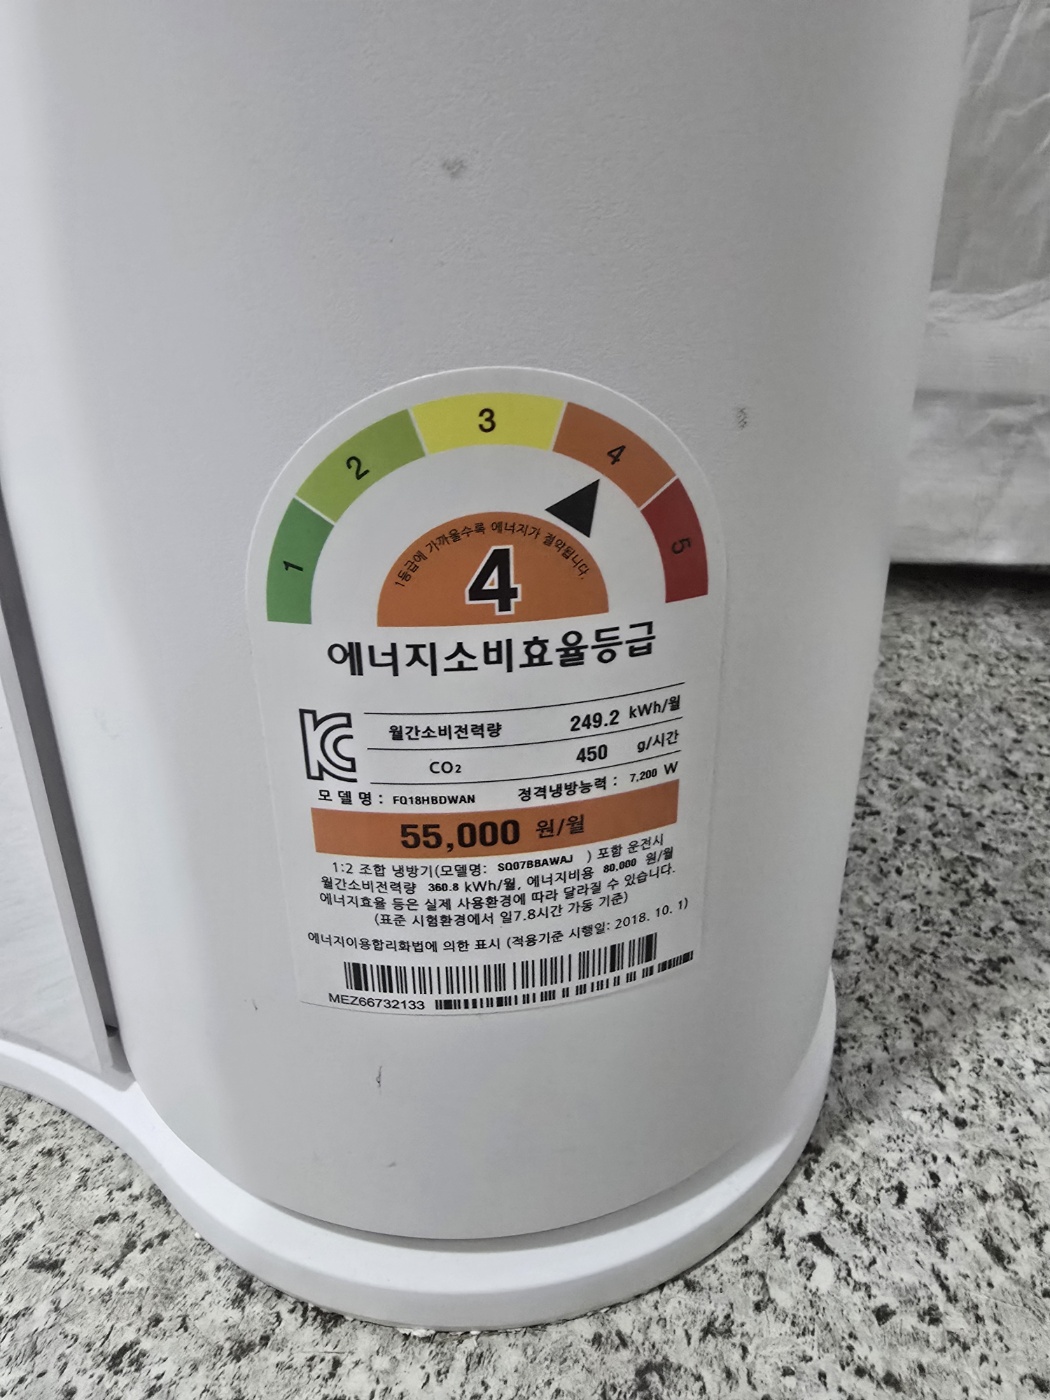 1
2
3
4
5
1등급에 가까울수록 에너지가 절약됩니다.
4
에너지소비효율등급
월간소비전력량 249.2 kWh/월
CO₂ 450 g/시간
모 델 명 : FQ18HBDWAN 정격냉방능력 : 7,200 W
55,000 원/월
1:2 조합 냉방기(모델명: SQ07BBAWAJ ) 포함 운전시
월간소비전력량 360.8 kWh/월, 에너지비용 80,000 원/월
에너지효율 등은 실제 사용환경에 따라 달라질 수 있습니다.
(표준 시험환경에서 일7.8시간 가동 기준)
에너지이용합리화법에 의한 표시 (적용기준 시행일: 2018. 10. 1)
MEZ66732133